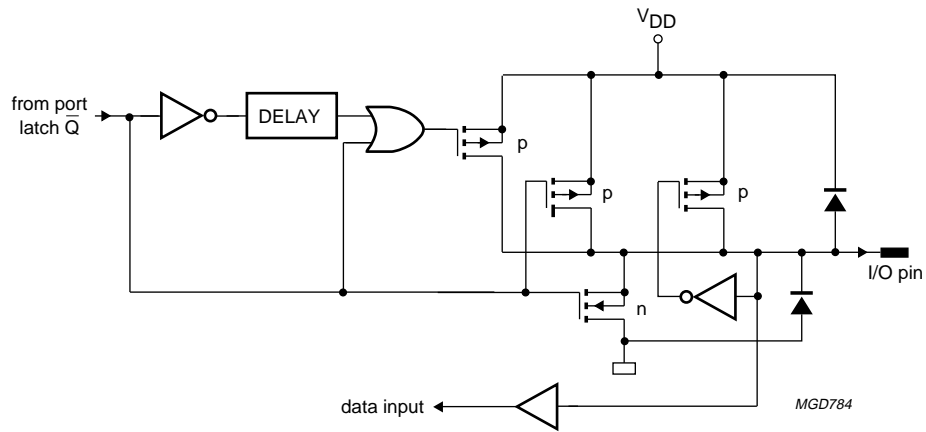 V_DD
from port
latch Q̅
DELAY
p
p
p
n
I/O pin
data input
MGD784